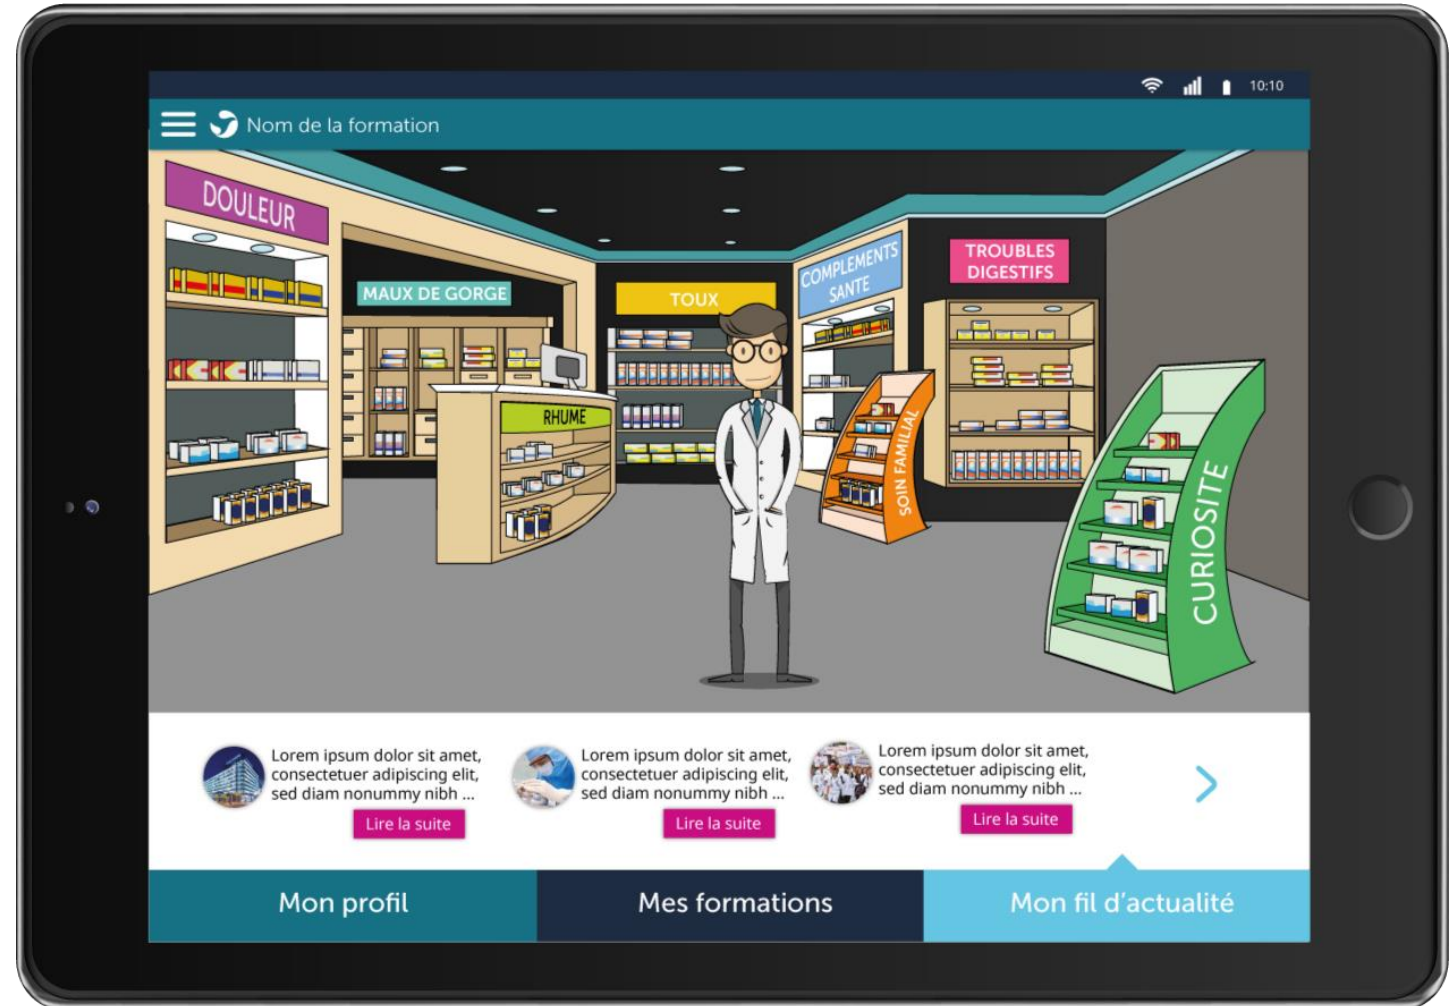 10:10
Nom de la formation
DOULEUR
MAUX DE GORGE
TOUX
COMPLEMENTS
SANTE
TROUBLES
DIGESTIFS
RHUME
SOIN FAMILIAL
CURIOSITE
Lorem ipsum dolor sit amet,
consectetuer adipiscing elit,
sed diam nonummy nibh ...
Lire la suite
Lorem ipsum dolor sit amet,
consectetuer adipiscing elit,
sed diam nonummy nibh ...
Lire la suite
Lorem ipsum dolor sit amet,
consectetuer adipiscing elit,
sed diam nonummy nibh ...
Lire la suite
Mon profil
Mes formations
Mon fil d’actualité